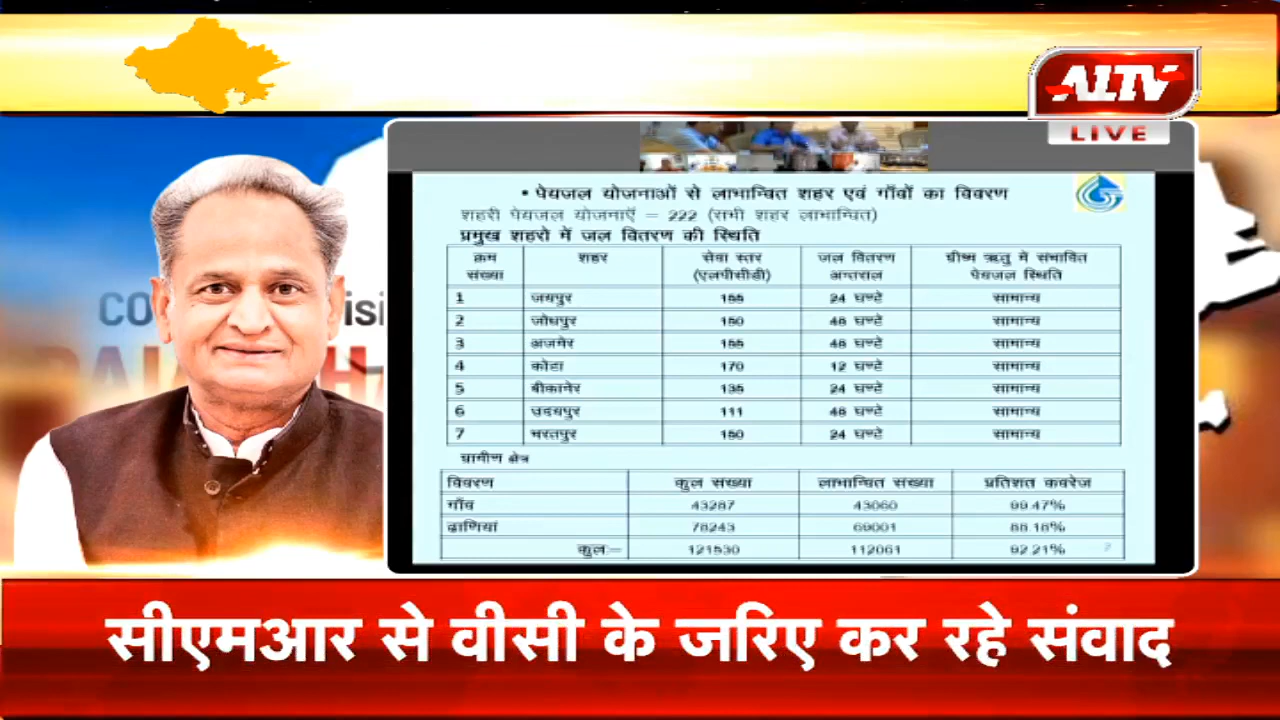 ALTV
LIVE
• पेयजल योजनाओं से लाभान्वित शहर एवं गाँवों का विवरण
शहरी पेयजल योजनाऍं = 222 (सभी शहर लाभान्वित)
प्रमुख शहरो में जल वितरण की स्थिति
क्रम संख्या शहर सेवा स्तर (एलपीसीडी) जल वितरण अन्तराल ग्रीष्म ऋतु में संभावित पेयजल स्थिति
1 जयपुर 155 24 घण्टे सामान्य
2 जोधपुर 150 48 घण्टे सामान्य
3 अजमेर 155 48 घण्टे सामान्य
4 कोटा 170 12 घण्टे सामान्य
5 बीकानेर 135 24 घण्टे सामान्य
6 उदयपुर 111 48 घण्टे सामान्य
7 भरतपुर 150 24 घण्टे सामान्य
ग्रामीण क्षेत्र
विवरण कुल संख्या लाभान्वित संख्या प्रतिशत कवरेज
गाँव 43287 43060 99.47%
ढाणियां 78243 69001 88.18%
कुल:- 121530 112061 92.21%
CO isi
सीएमआर से वीसी के जरिए कर रहे संवाद